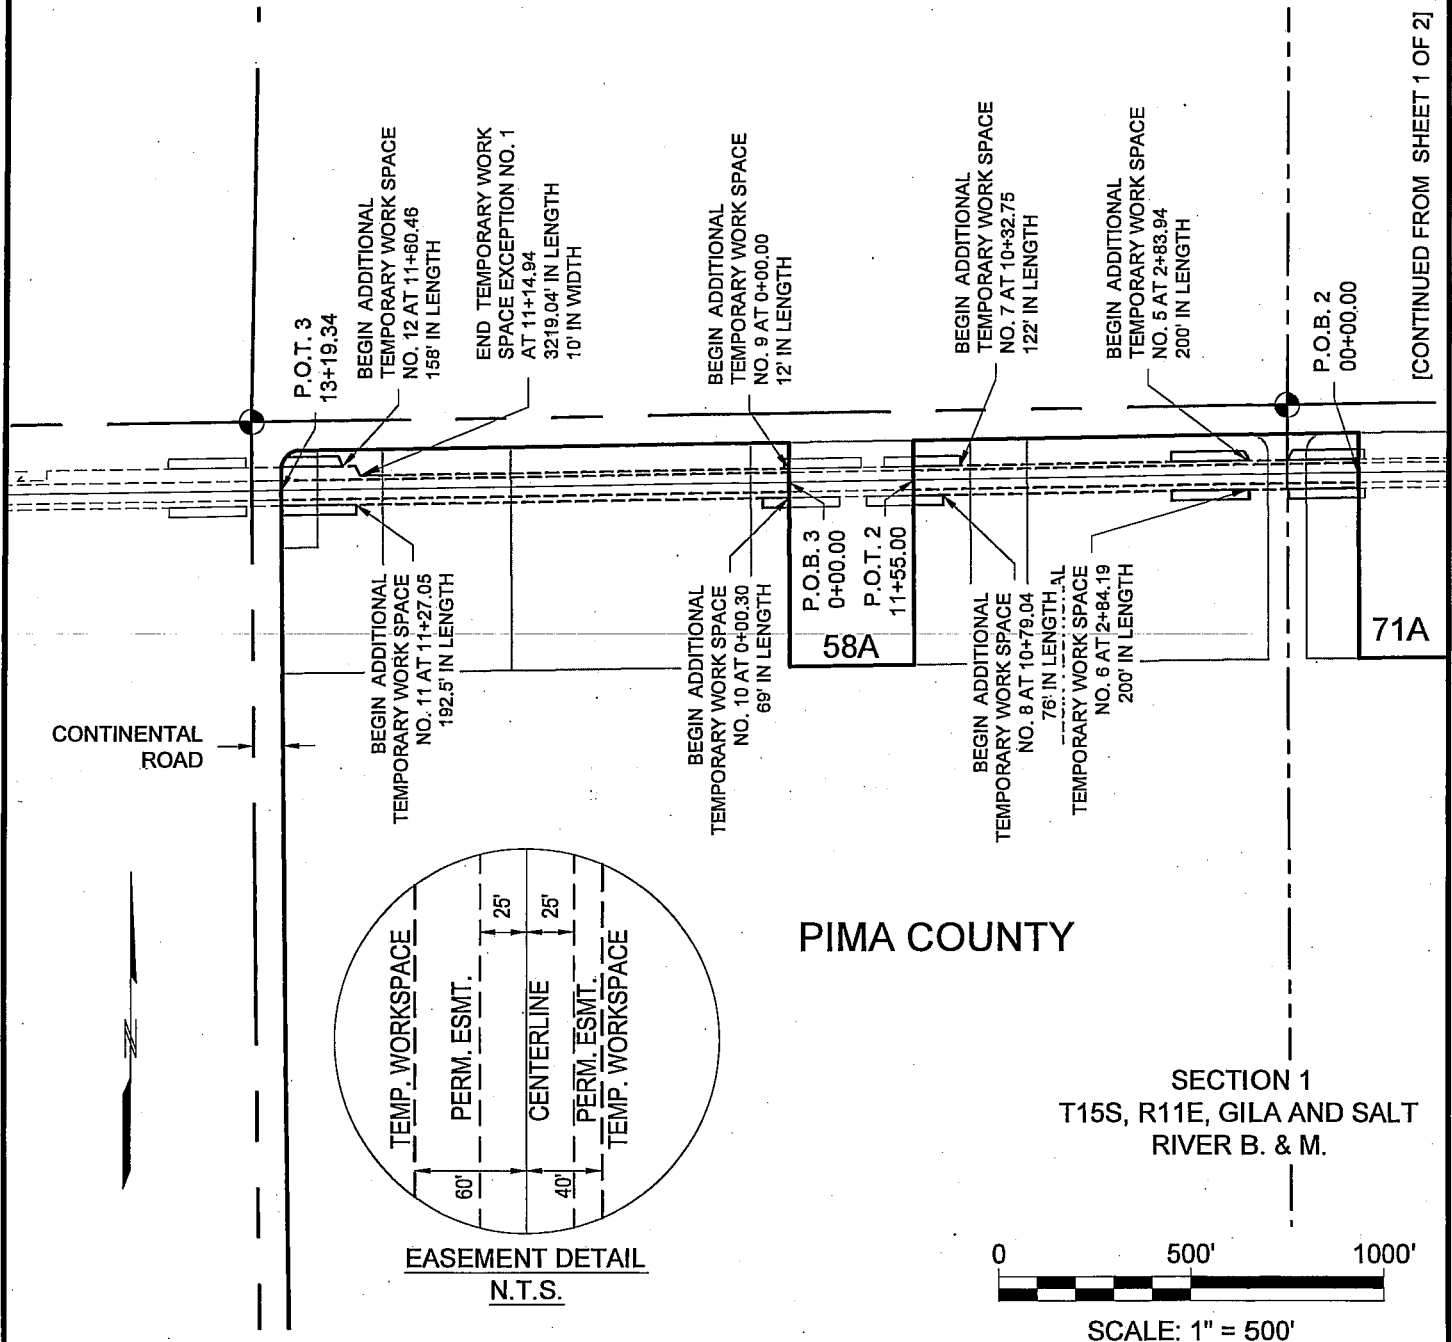 [CONTINUED FROM SHEET 1 OF 2]
P.O.T. 3
13+19.34
BEGIN ADDITIONAL
TEMPORARY WORK SPACE
NO. 12 AT 11+60.46
158' IN LENGTH
END TEMPORARY WORK
SPACE EXCEPTION NO. 1
AT 11+14.94
3219.04' IN LENGTH
10' IN WIDTH
BEGIN ADDITIONAL
TEMPORARY WORK SPACE
NO. 9 AT 0+00.00
12' IN LENGTH
BEGIN ADDITIONAL
TEMPORARY WORK SPACE
NO. 7 AT 10+32.75
122' IN LENGTH
BEGIN ADDITIONAL
TEMPORARY WORK SPACE
NO. 5 AT 2+83.94
200' IN LENGTH
P.O.B. 2
00+00.00
BEGIN ADDITIONAL
TEMPORARY WORK SPACE
NO. 11 AT 11+27.05
192.5' IN LENGTH
BEGIN ADDITIONAL
TEMPORARY WORK SPACE
NO. 10 AT 0+00.30
69' IN LENGTH
P.O.B. 3
0+00.00
P.O.T. 2
11+55.00
58A
BEGIN ADDITIONAL
TEMPORARY WORK SPACE
NO. 8 AT 10+79.04
76' IN LENGTH
TEMPORARY WORK SPACE
NO. 6 AT 2+84.19
200' IN LENGTH
71A
CONTINENTAL
ROAD
N
TEMP. WORKSPACE
PERM. ESMT.
CENTERLINE
PERM. ESMT.
TEMP. WORKSPACE
25'
25'
60'
40'
EASEMENT DETAIL
N.T.S.
PIMA COUNTY
SECTION 1
T15S, R11E, GILA AND SALT
RIVER B. & M.
0 500' 1000'
SCALE: 1" = 500'